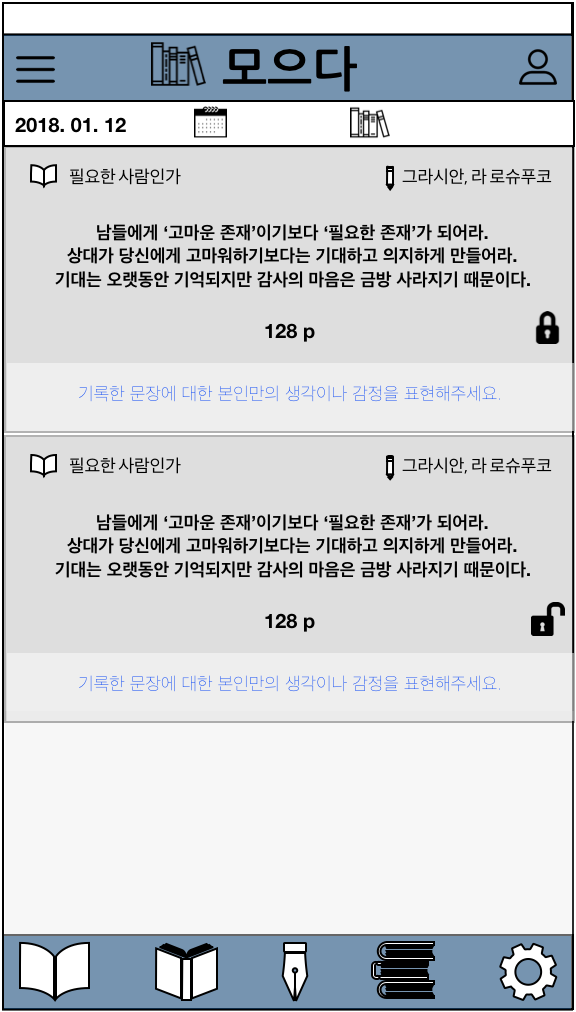 모으다
2018. 01. 12
필요한 사람인가
그라시안, 라 로슈푸코
남들에게 ‘고마운 존재’이기보다 ‘필요한 존재’가 되어라.
상대가 당신에게 고마워하기보다는 기대하고 의지하게 만들어라.
기대는 오랫동안 기억되지만 감사의 마음은 금방 사라지기 때문이다.
128 p
기록한 문장에 대한 본인만의 생각이나 감정을 표현해주세요.
필요한 사람인가
그라시안, 라 로슈푸코
남들에게 ‘고마운 존재’이기보다 ‘필요한 존재’가 되어라.
상대가 당신에게 고마워하기보다는 기대하고 의지하게 만들어라.
기대는 오랫동안 기억되지만 감사의 마음은 금방 사라지기 때문이다.
128 p
기록한 문장에 대한 본인만의 생각이나 감정을 표현해주세요.